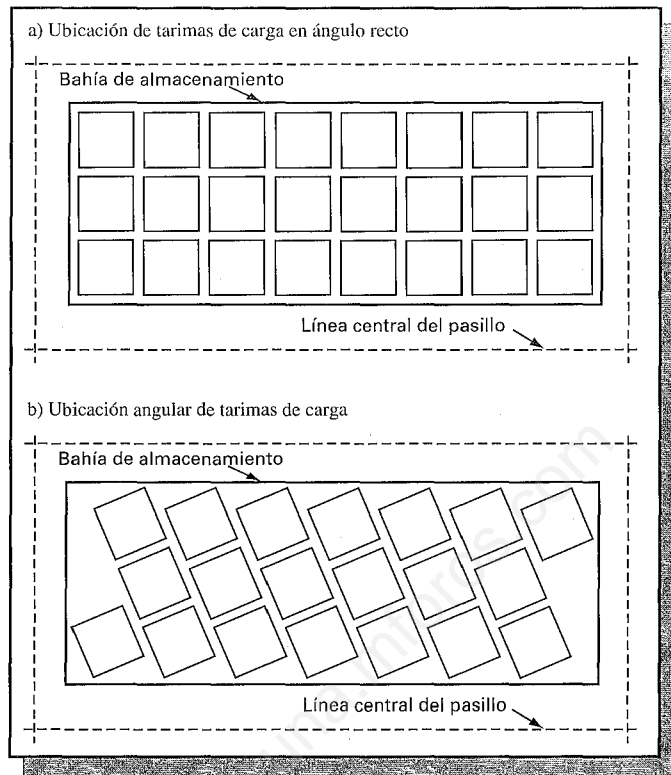 a) Ubicación de tarimas de carga en ángulo recto
Bahía de almacenamiento
Línea central del pasillo
b) Ubicación angular de tarimas de carga
Bahía de almacenamiento
Línea central del pasillo